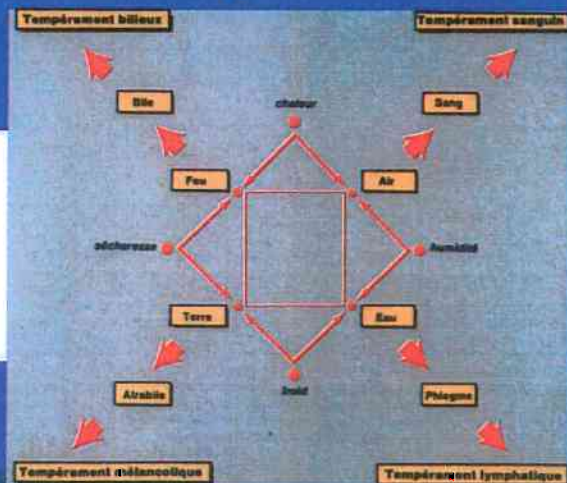 Tempérament bilieux
Tempérament sanguin
Bile
chaleur
Sang
Feu
Air
sécheresse
humidité
Terre
Eau
froid
Atrabile
Phlegme
Tempérament mélancolique
Tempérament lymphatique